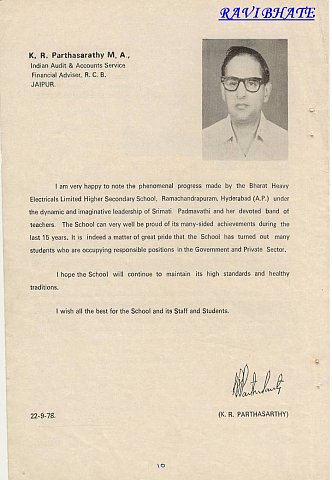 RAVI BHATE
K. R. Parthasarathy M. A.,
Indian Audit & Accounts Service
Financial Adviser, R. C. B.
JAIPUR.
I am very happy to note the phenomenal progress made by the Bharat Heavy
Electricals Limited Higher Secondary School, Ramachandrapuram, Hyderabad (A.P.) under
the dynamic and imaginative leadership of Srimati Padmavathi and her devoted band of
teachers. The School can very well be proud of its many-sided achievements during the
last 15 years. It is indeed a matter of great pride that the School has turned out many
students who are occupying responsible positions in the Government and Private Sector.
I hope the School will continue to maintain its high standards and healthy
traditions.
I wish all the best for the School and its Staff and Students.
22-9-78.
(K. R. PARTHASARTHY)